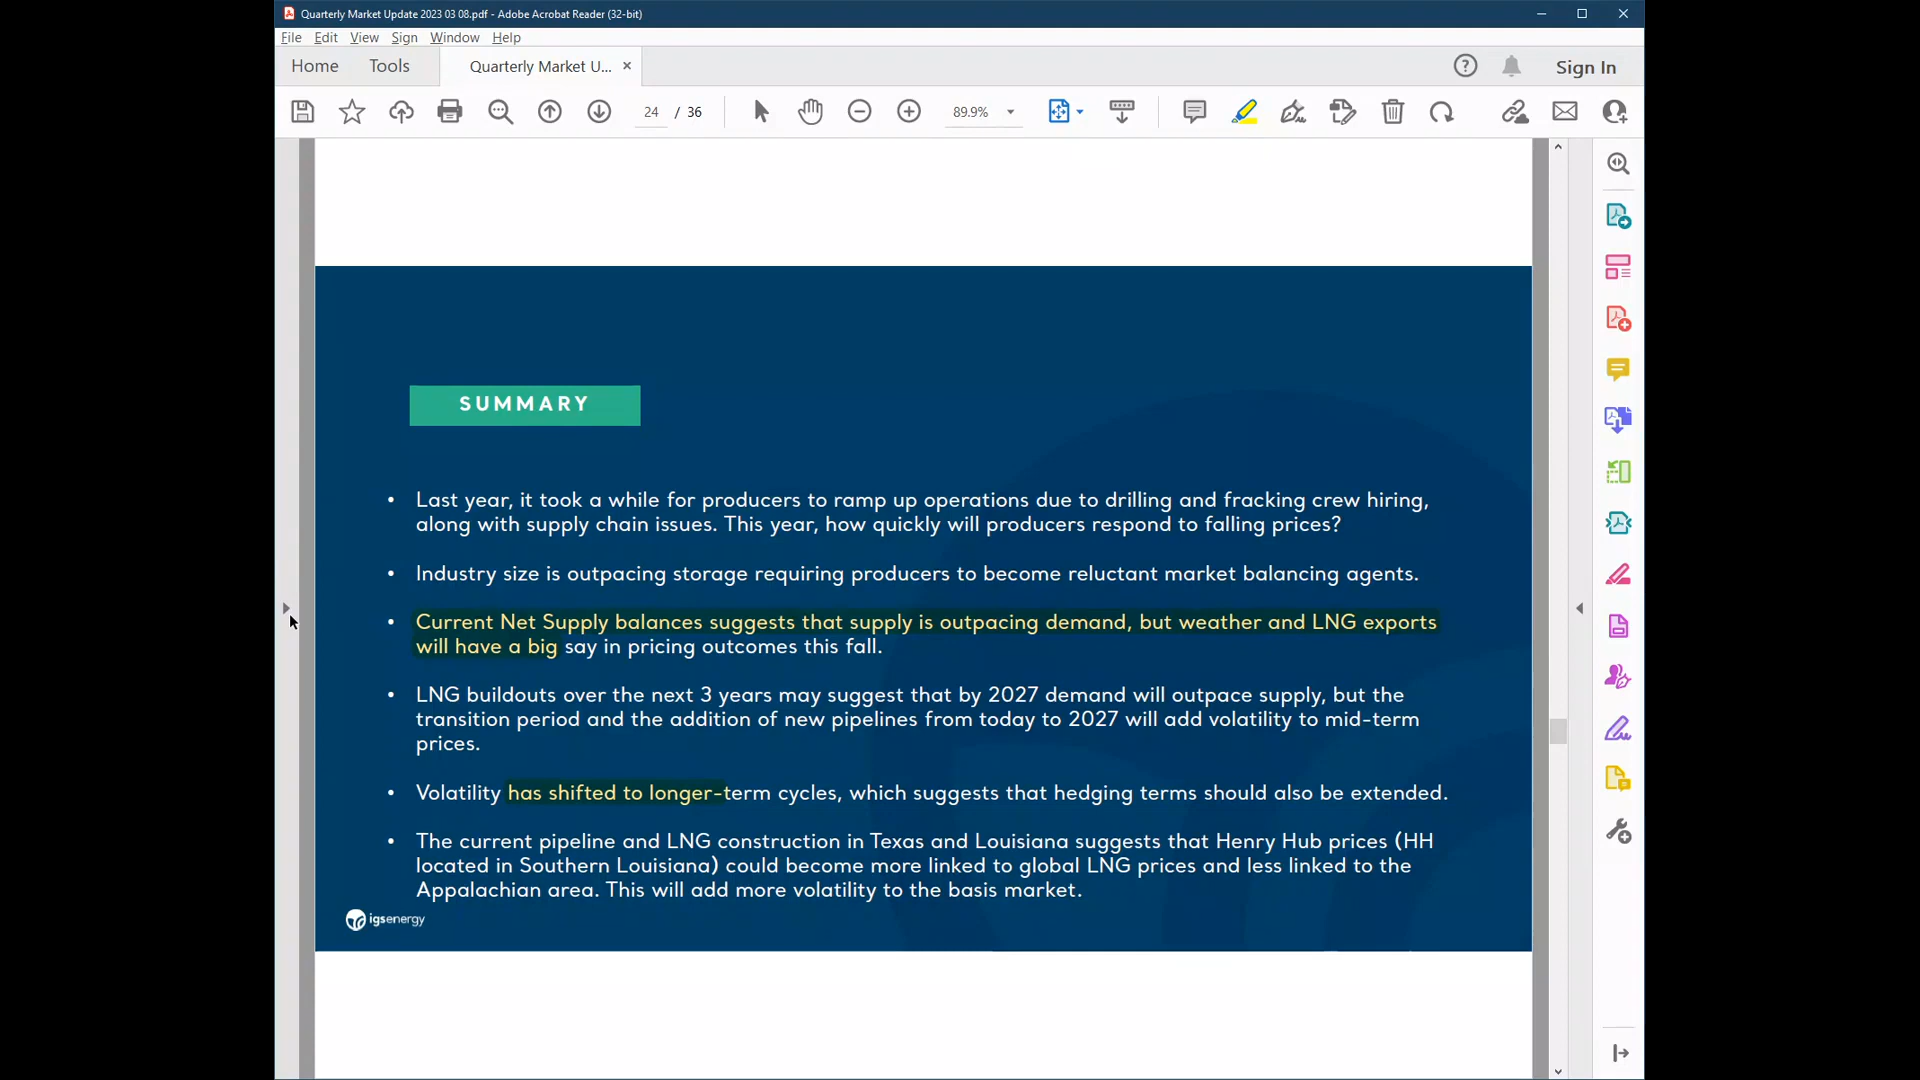 Quarterly Market Update 2023 03 08.pdf - Adobe Acrobat Reader (32-bit)
File Edit View Sign Window Help
Home Tools Quarterly Market U... × Sign In
24 / 36 89.9%
SUMMARY
• Last year, it took a while for producers to ramp up operations due to drilling and fracking crew hiring,
along with supply chain issues. This year, how quickly will producers respond to falling prices?
• Industry size is outpacing storage requiring producers to become reluctant market balancing agents.
• Current Net Supply balances suggests that supply is outpacing demand, but weather and LNG exports
will have a big say in pricing outcomes this fall.
• LNG buildouts over the next 3 years may suggest that by 2027 demand will outpace supply, but the
transition period and the addition of new pipelines from today to 2027 will add volatility to mid-term
prices.
• Volatility has shifted to longer-term cycles, which suggests that hedging terms should also be extended.
• The current pipeline and LNG construction in Texas and Louisiana suggests that Henry Hub prices (HH
located in Southern Louisiana) could become more linked to global LNG prices and less linked to the
Appalachian area. This will add more volatility to the basis market.
igsenergy